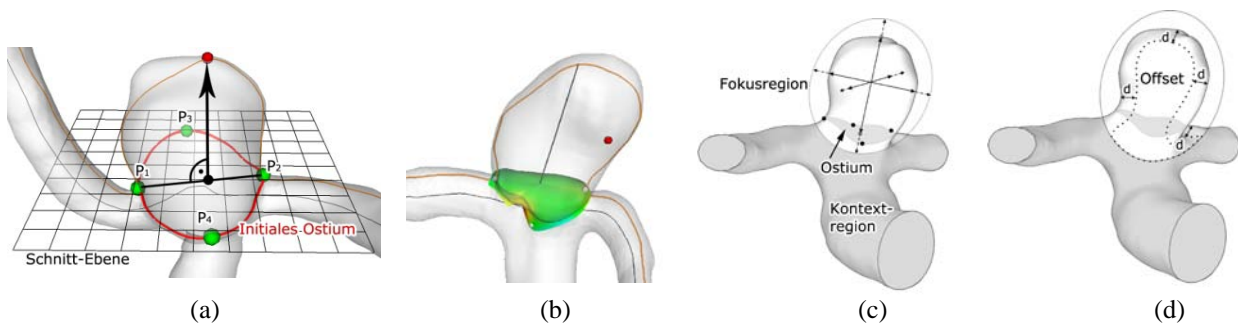 P3
P1
P2
P4
Initiales Ostium
Schnitt-Ebene
(a)
(b)
Fokusregion
Ostium
Kontext-
region
(c)
d
Offset
d
d
d
(d)